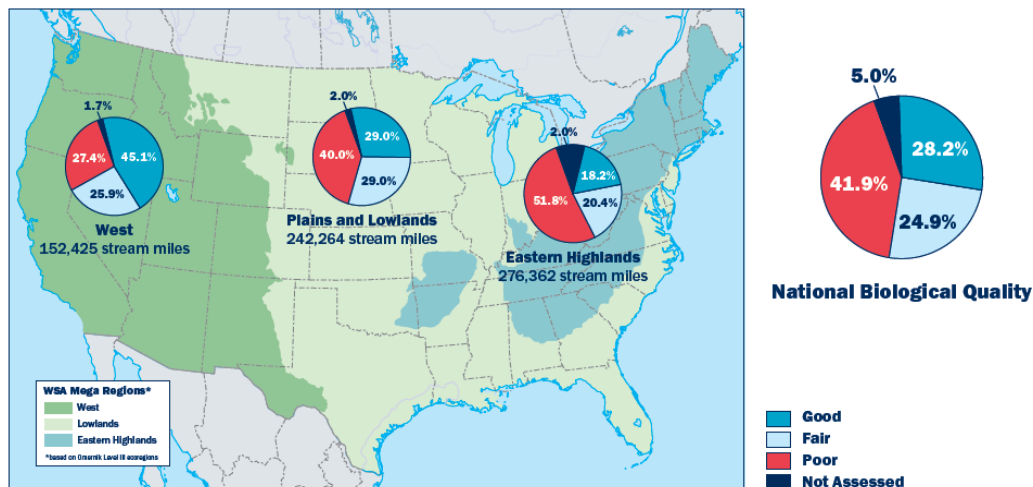 1.7%
45.1%
27.4%
25.9%
West
152,425 stream miles
2.0%
29.0%
40.0%
29.0%
Plains and Lowlands
242,264 stream miles
2.0%
18.2%
51.8%
20.4%
Eastern Highlands
276,362 stream miles
WSA Mega Regions*
West
Lowlands
Eastern Highlands
*based on Omernik Level III ecoregions
5.0%
28.2%
41.9%
24.9%
National Biological Quality
Good
Fair
Poor
Not Assessed